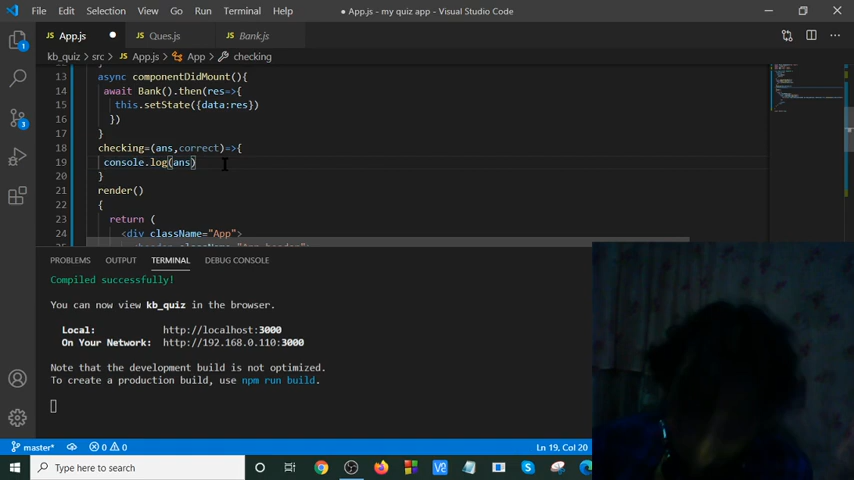 File Edit Selection View Go Run Terminal Help
● App.js - my quiz app - Visual Studio Code
App.js ● Ques.js Bank.js
kb_quiz > src > App.js > App > checking
13 async componentDidMount(){
14 await Bank().then(res=>{
15 this.setState({data:res})
16 })
17 }
18 checking=(ans,correct)=>{
19 console.log(ans)
20 }
21 render()
22 {
23 return (
24 <div className="App">
PROBLEMS OUTPUT TERMINAL DEBUG CONSOLE
Compiled successfully!
You can now view kb_quiz in the browser.
Local: http://localhost:3000
On Your Network: http://192.168.0.110:3000
Note that the development build is not optimized.
To create a production build, use npm run build.
master* 0 0 Ln 19, Col 20
Type here to search